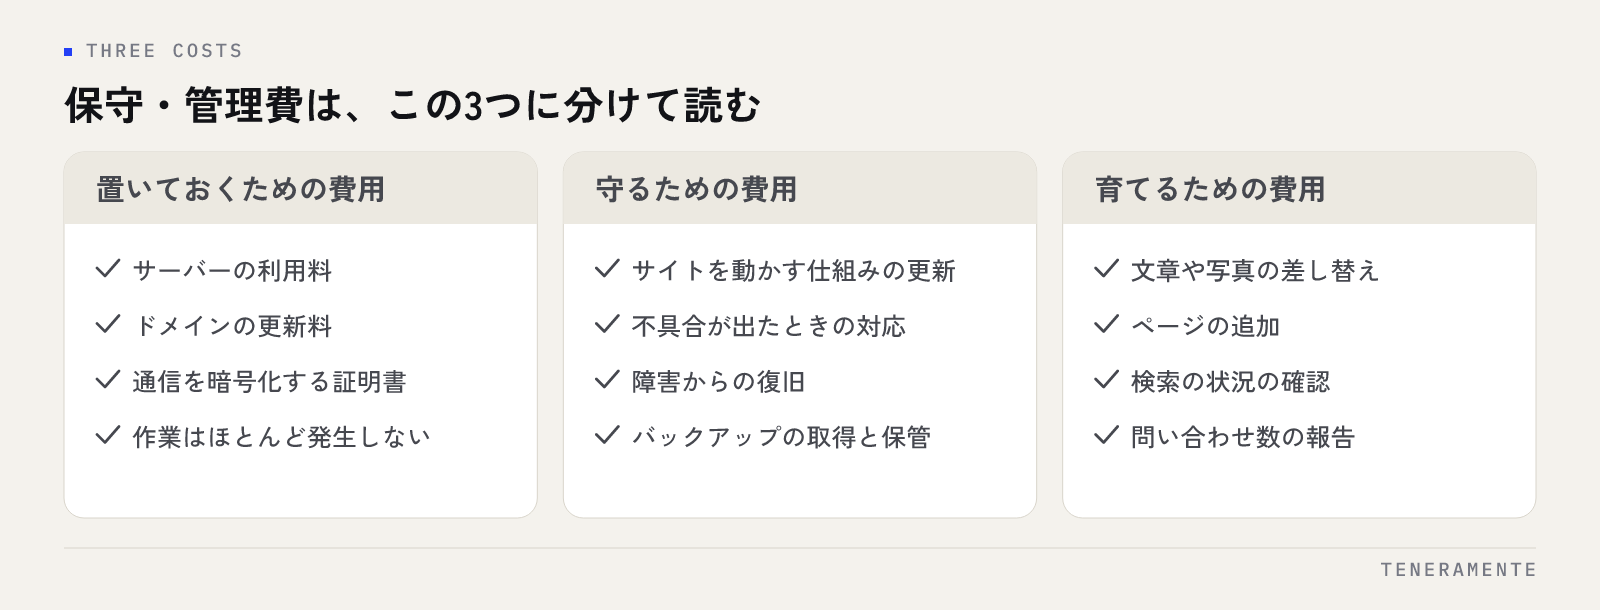 THREE COSTS
保守・管理費は、この3つに分けて読む
置いておくための費用
サーバーの利用料
ドメインの更新料
通信を暗号化する証明書
作業はほとんど発生しない
守るための費用
サイトを動かす仕組みの更新
不具合が出たときの対応
障害からの復旧
バックアップの取得と保管
育てるための費用
文章や写真の差し替え
ページの追加
検索の状況の確認
問い合わせ数の報告
TENERAMENTE